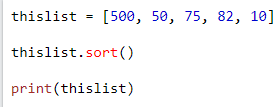 thislist = [500, 50, 75, 82, 10]
thislist.sort()
print(thislist)